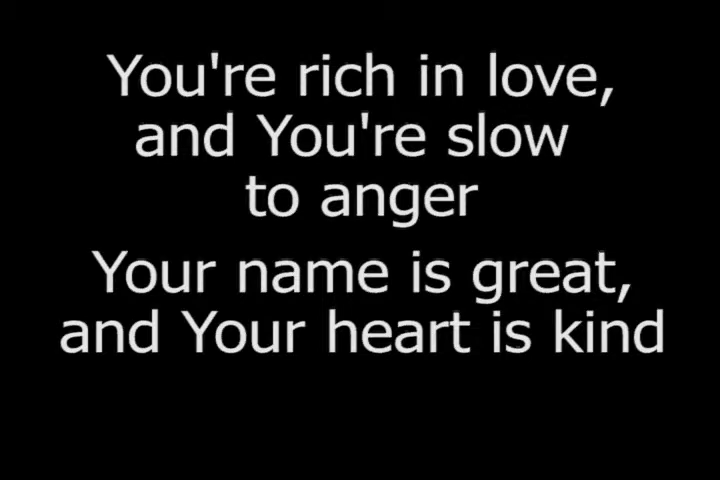 You're rich in love,
and You're slow
to anger
Your name is great,
and Your heart is kind